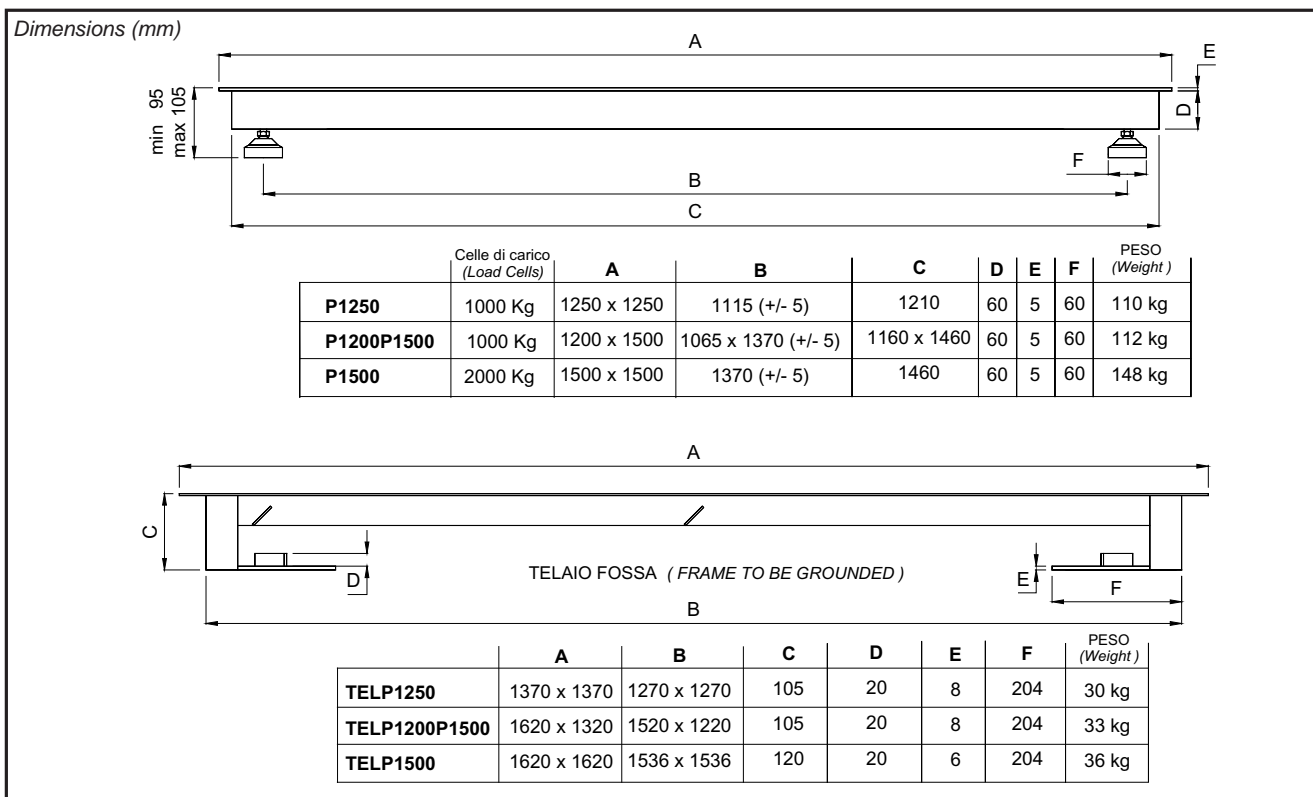 Dimensions (mm)
A
E
min 95
max 105
D
F
B
C
Celle di carico
(Load Cells) A B C D E F PESO
(Weight )
P1250 1000 Kg 1250 x 1250 1115 (+/- 5) 1210 60 5 60 110 kg
P1200P1500 1000 Kg 1200 x 1500 1065 x 1370 (+/- 5) 1160 x 1460 60 5 60 112 kg
P1500 2000 Kg 1500 x 1500 1370 (+/- 5) 1460 60 5 60 148 kg
A
C
D
TELAIO FOSSA ( FRAME TO BE GROUNDED )
E
F
B
A B C D E F PESO
(Weight )
TELP1250 1370 x 1370 1270 x 1270 105 20 8 204 30 kg
TELP1200P1500 1620 x 1320 1520 x 1220 105 20 8 204 33 kg
TELP1500 1620 x 1620 1536 x 1536 120 20 6 204 36 kg